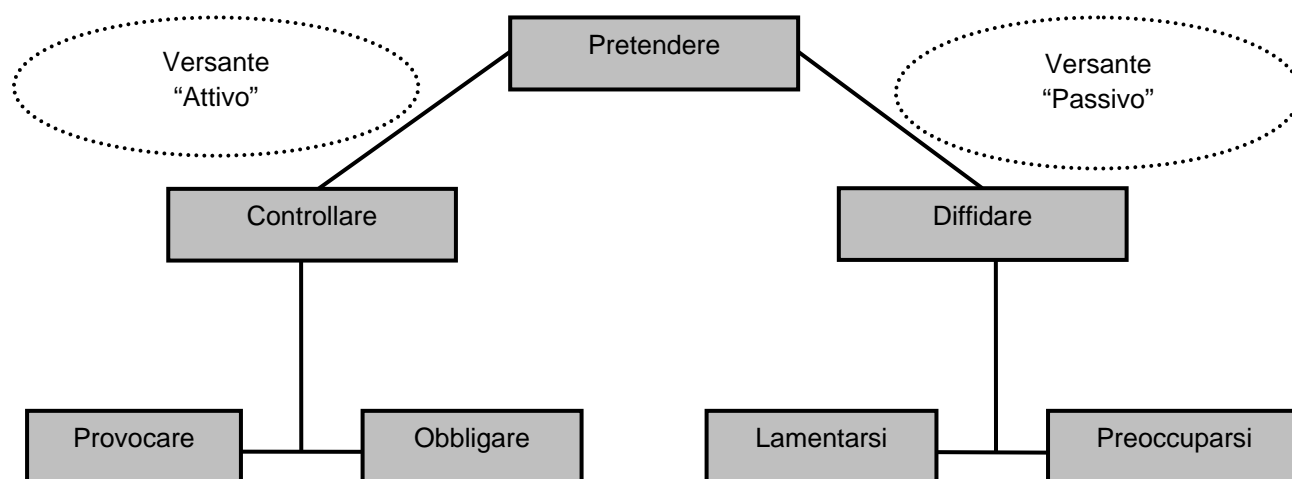 Pretendere
Versante
“Attivo”
Versante
“Passivo”
Controllare
Diffidare
Provocare
Obbligare
Lamentarsi
Preoccuparsi